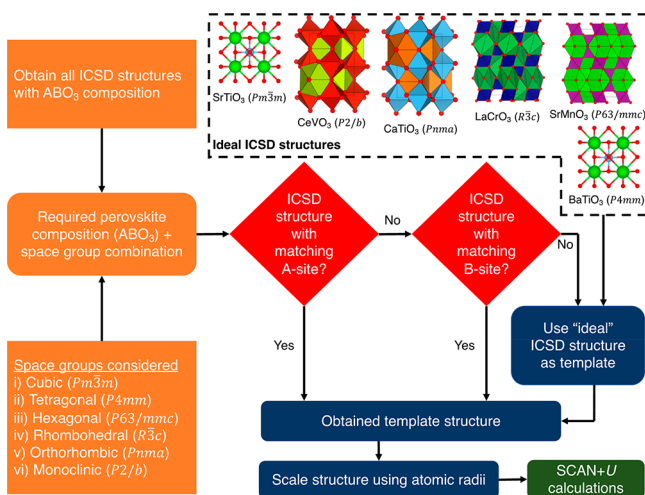 Obtain all ICSD structures
with ABO₃ composition
SrTiO₃ (Pm3̅m)
CeVO₃ (P2/b)
CaTiO₃ (Pnma)
LaCrO₃ (R3̅c)
SrMnO₃ (P63/mmc)
BaTiO₃ (P4mm)
Ideal ICSD structures
Required perovskite
composition (ABO₃) +
space group combination
ICSD
structure
with
matching
A-site?
No
ICSD
structure
with
matching
B-site?
No
Yes
Yes
Use “ideal”
ICSD structure
as template
Space groups considered
i) Cubic (Pm3̅m)
ii) Tetragonal (P4mm)
iii) Hexagonal (P63/mmc)
iv) Rhombohedral (R3̅c)
v) Orthorhombic (Pnma)
vi) Monoclinic (P2/b)
Obtained template structure
Scale structure using atomic radii
SCAN+U
calculations